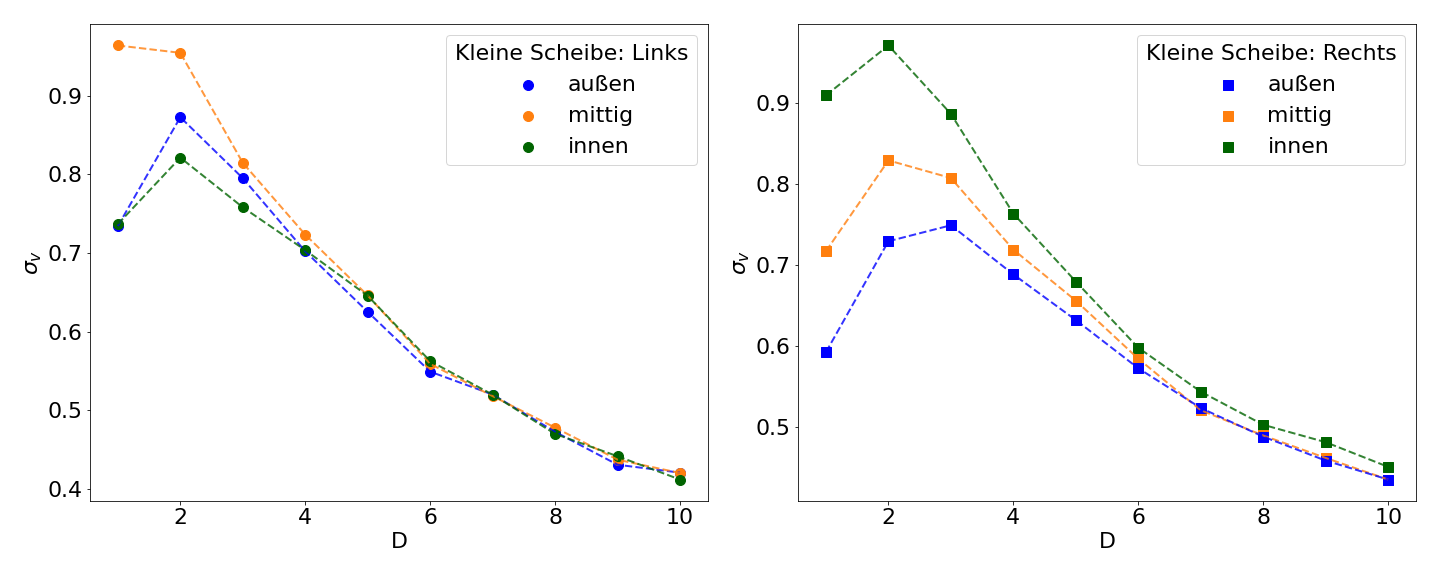 Kleine Scheibe: Links
außen
mittig
innen
0.9
0.8
0.7
0.6
0.5
0.4
σv
2 4 6 8 10
D
Kleine Scheibe: Rechts
außen
mittig
innen
0.9
0.8
0.7
0.6
0.5
σv
2 4 6 8 10
D